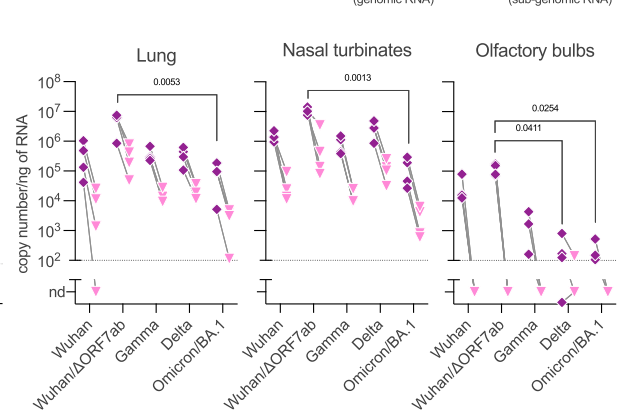 (genomic RNA) (sub-genomic RNA)
Lung Nasal turbinates Olfactory bulbs
copy number/ng of RNA
10⁸
10⁷
10⁶
10⁵
10⁴
10³
10²
nd
0.0053
0.0013
0.0254
0.0411
Wuhan
Wuhan/ΔORF7ab
Gamma
Delta
Omicron/BA.1
Wuhan
Wuhan/ΔORF7ab
Gamma
Delta
Omicron/BA.1
Wuhan
Wuhan/ΔORF7ab
Gamma
Delta
Omicron/BA.1